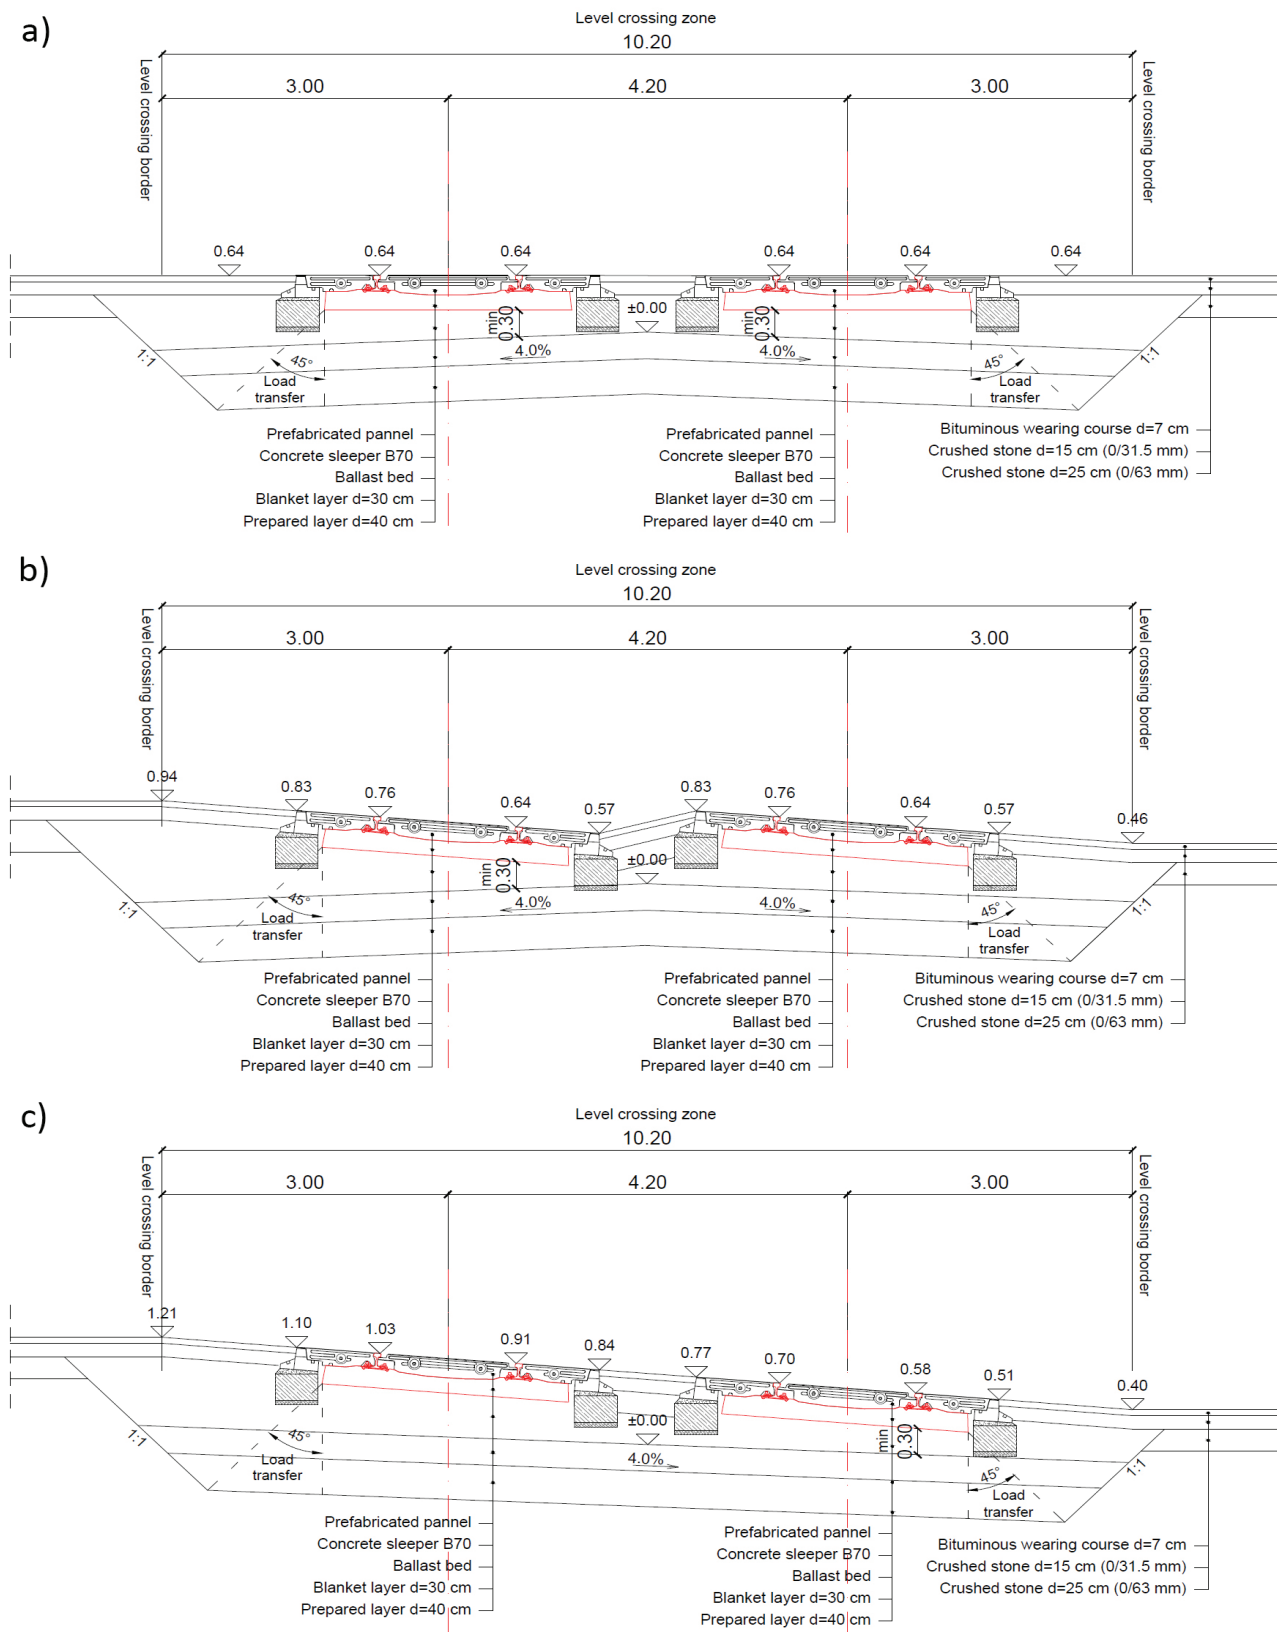 a)
Level crossing zone
10.20
Level crossing border
Level crossing border
3.00 4.20 3.00
0.64 0.64 0.64 0.64 0.64 0.64
±0.00
min 0.30 min 0.30
1:1 4.0% 4.0% 1:1
45° 45°
Load transfer Load transfer
Prefabricated pannel
Concrete sleeper B70
Ballast bed
Blanket layer d=30 cm
Prepared layer d=40 cm
Prefabricated pannel
Concrete sleeper B70
Ballast bed
Blanket layer d=30 cm
Prepared layer d=40 cm
Bituminous wearing course d=7 cm
Crushed stone d=15 cm (0/31.5 mm)
Crushed stone d=25 cm (0/63 mm)
b)
Level crossing zone
10.20
Level crossing border
Level crossing border
3.00 4.20 3.00
0.94 0.83 0.76 0.64 0.57 0.83 0.76 0.64 0.57 0.46
±0.00
min 0.30
1:1 4.0% 4.0% 1:1
45° 45°
Load transfer Load transfer
Prefabricated pannel
Concrete sleeper B70
Ballast bed
Blanket layer d=30 cm
Prepared layer d=40 cm
Prefabricated pannel
Concrete sleeper B70
Ballast bed
Blanket layer d=30 cm
Prepared layer d=40 cm
Bituminous wearing course d=7 cm
Crushed stone d=15 cm (0/31.5 mm)
Crushed stone d=25 cm (0/63 mm)
c)
Level crossing zone
10.20
Level crossing border
Level crossing border
3.00 4.20 3.00
1.21 1.10 1.03 0.91 0.84 0.77 0.70 0.58 0.51 0.40
±0.00
min 0.30
1:1 4.0% 1:1
45° 45°
Load transfer Load transfer
Prefabricated pannel
Concrete sleeper B70
Ballast bed
Blanket layer d=30 cm
Prepared layer d=40 cm
Prefabricated pannel
Concrete sleeper B70
Ballast bed
Blanket layer d=30 cm
Prepared layer d=40 cm
Bituminous wearing course d=7 cm
Crushed stone d=15 cm (0/31.5 mm)
Crushed stone d=25 cm (0/63 mm)